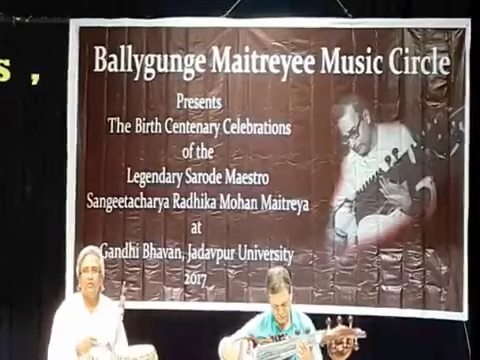 s ,
Ballygunge Maitreyee Music Circle
Presents
The Birth Centenary Celebrations
of the
Legendary Sarode Maestro
Sangeetacharya Radhika Mohan Maitreya
at
Gandhi Bhavan, Jadavpur University
2017